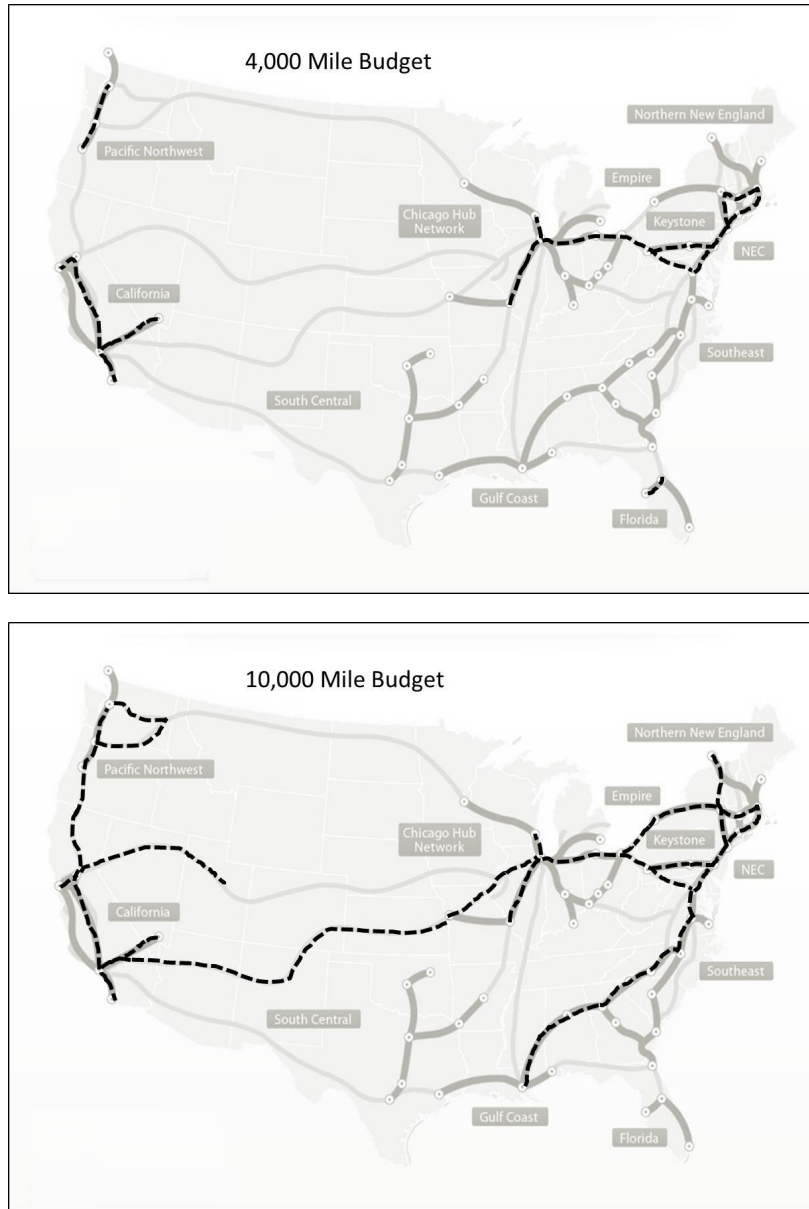 4,000 Mile Budget
Northern New England
Pacific Northwest
Empire
Chicago Hub
Network
Keystone
NEC
California
Southeast
South Central
Gulf Coast
Florida
10,000 Mile Budget
Northern New England
Pacific Northwest
Empire
Chicago Hub
Network
Keystone
NEC
California
Southeast
South Central
Gulf Coast
Florida